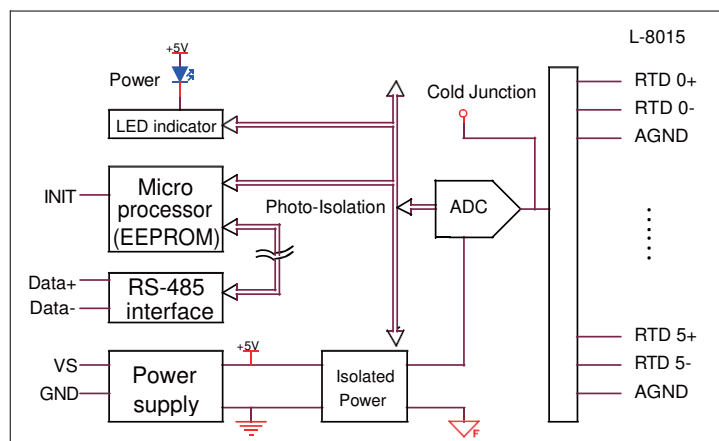 L-8015
+5V
Power
LED indicator
Cold Junction
RTD 0+
RTD 0-
AGND
INIT
Micro
processor
(EEPROM)
Photo-Isolation
ADC
Data+
Data-
RS-485
interface
+5V
VS
GND
Power
supply
Isolated
Power
F
RTD 5+
RTD 5-
AGND